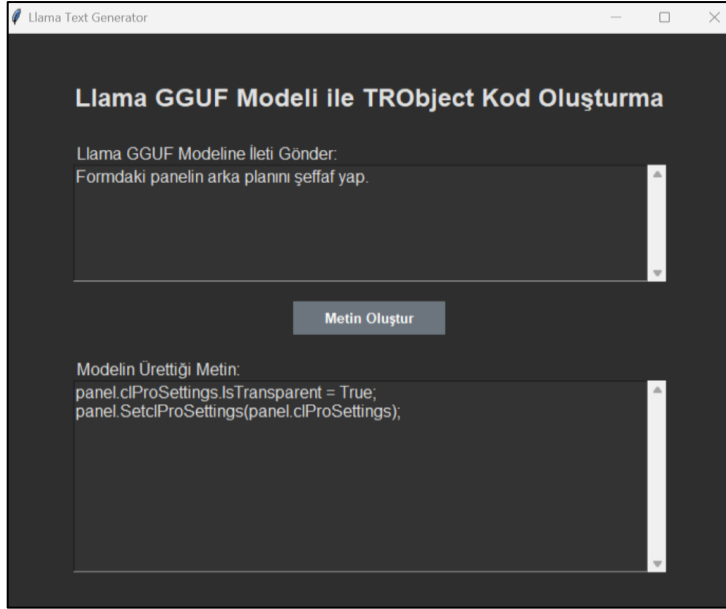 Llama Text Generator
Llama GGUF Modeli ile TRObject Kod Oluşturma
Llama GGUF Modeline İleti Gönder:
Formdaki panelin arka planını şeffaf yap.
Metin Oluştur
Modelin Ürettiği Metin:
panel.clProSettings.IsTransparent = True;
panel.SetclProSettings(panel.clProSettings);